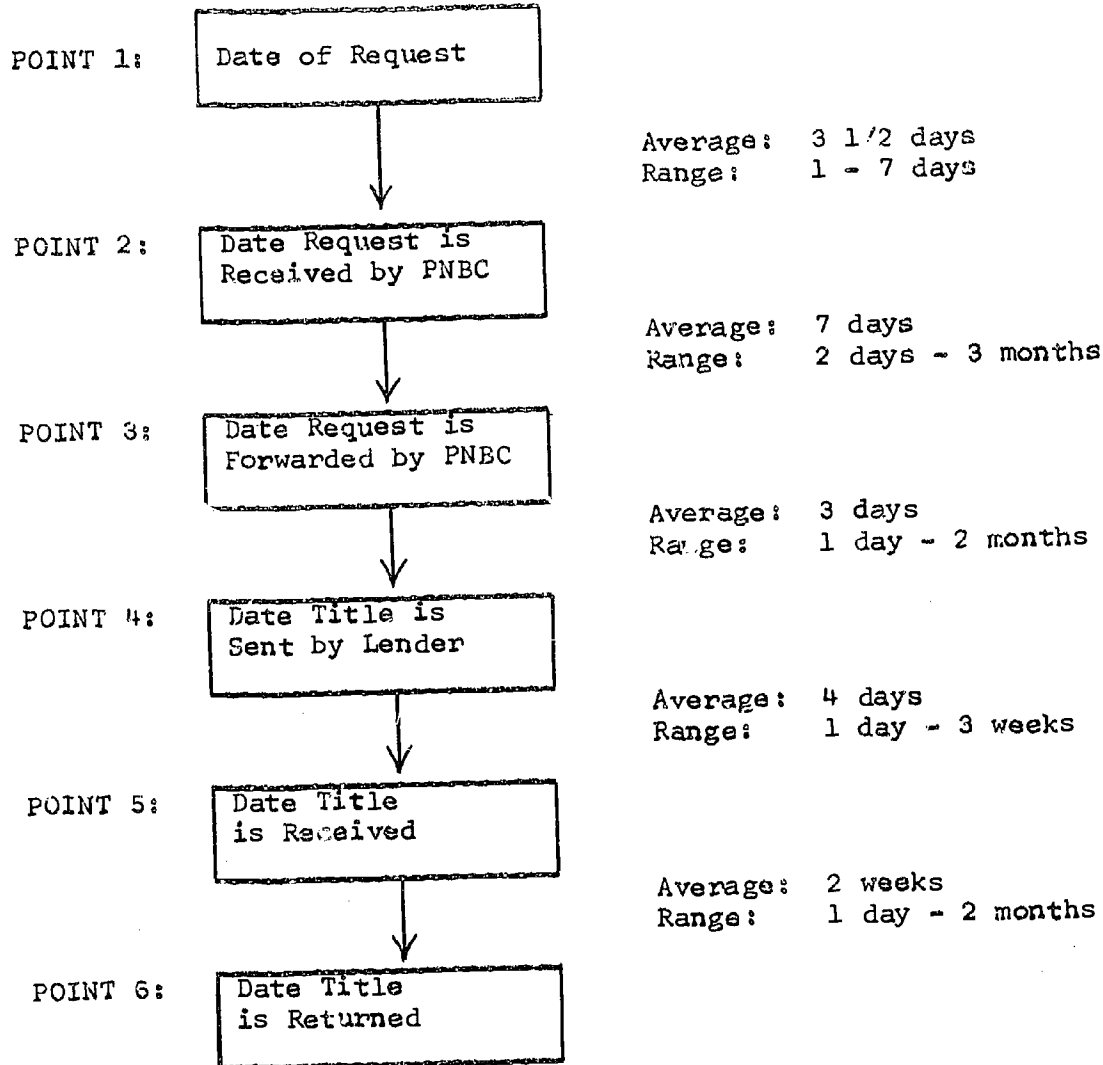 POINT 1:
Date of Request
Average: 3 1/2 days
Range: 1 - 7 days
POINT 2:
Date Request is
Received by PNBC
Average: 7 days
Range: 2 days - 3 months
POINT 3:
Date Request is
Forwarded by PNBC
Average: 3 days
Range: 1 day - 2 months
POINT 4:
Date Title is
Sent by Lender
Average: 4 days
Range: 1 day - 3 weeks
POINT 5:
Date Title
is Received
Average: 2 weeks
Range: 1 day - 2 months
POINT 6:
Date Title
is Returned